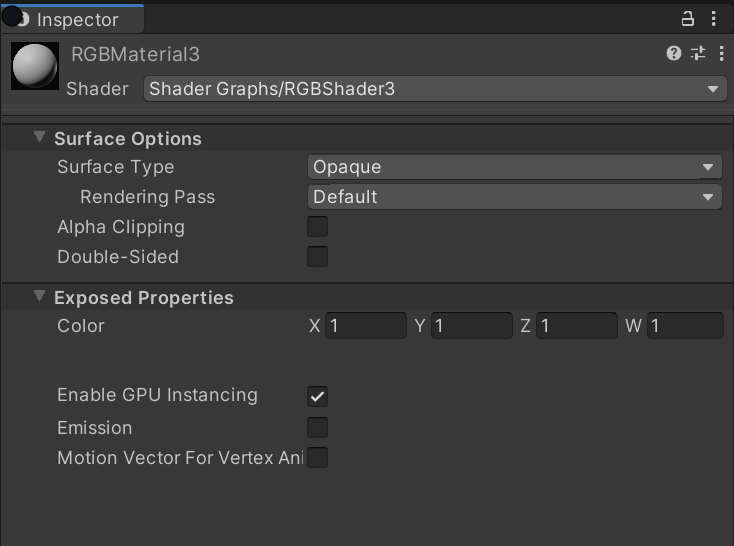 Inspector
RGBMaterial3
Shader Shader Graphs/RGBShader3
Surface Options
Surface Type Opaque
Rendering Pass Default
Alpha Clipping
Double-Sided
Exposed Properties
Color X 1 Y 1 Z 1 W 1
Enable GPU Instancing
Emission
Motion Vector For Vertex Ani